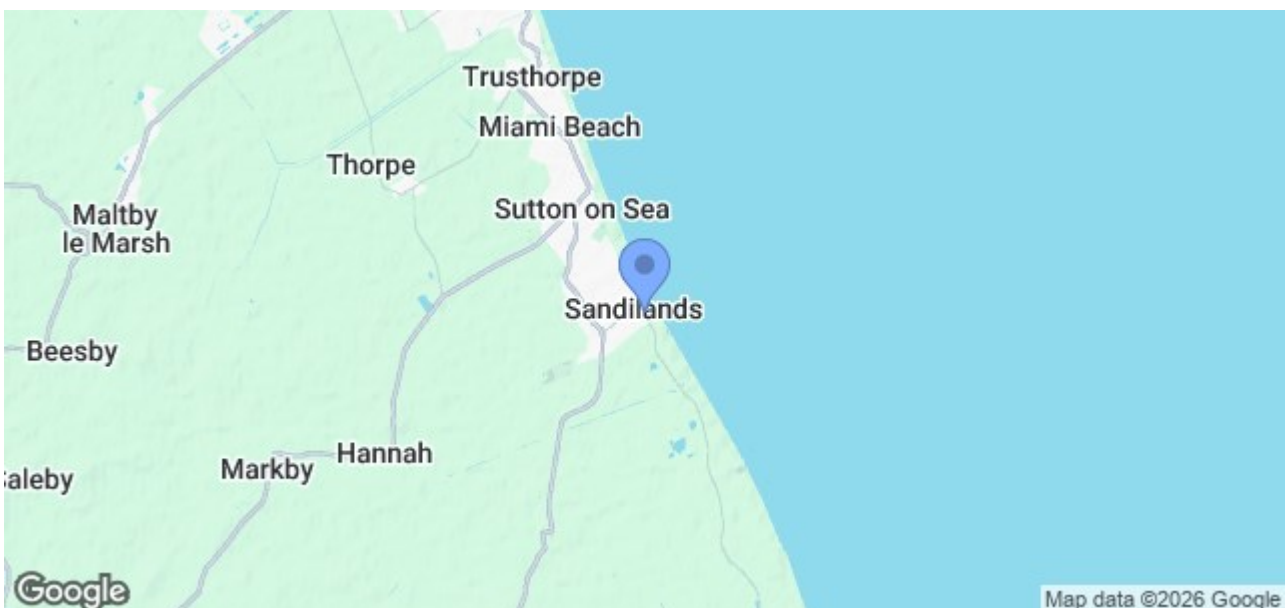 Trusthorpe
Miami Beach
Thorpe
Sutton on Sea
Maltby
le Marsh
Sandilands
Beesby
Hannah
Markby
Google
Map data ©2026 Google